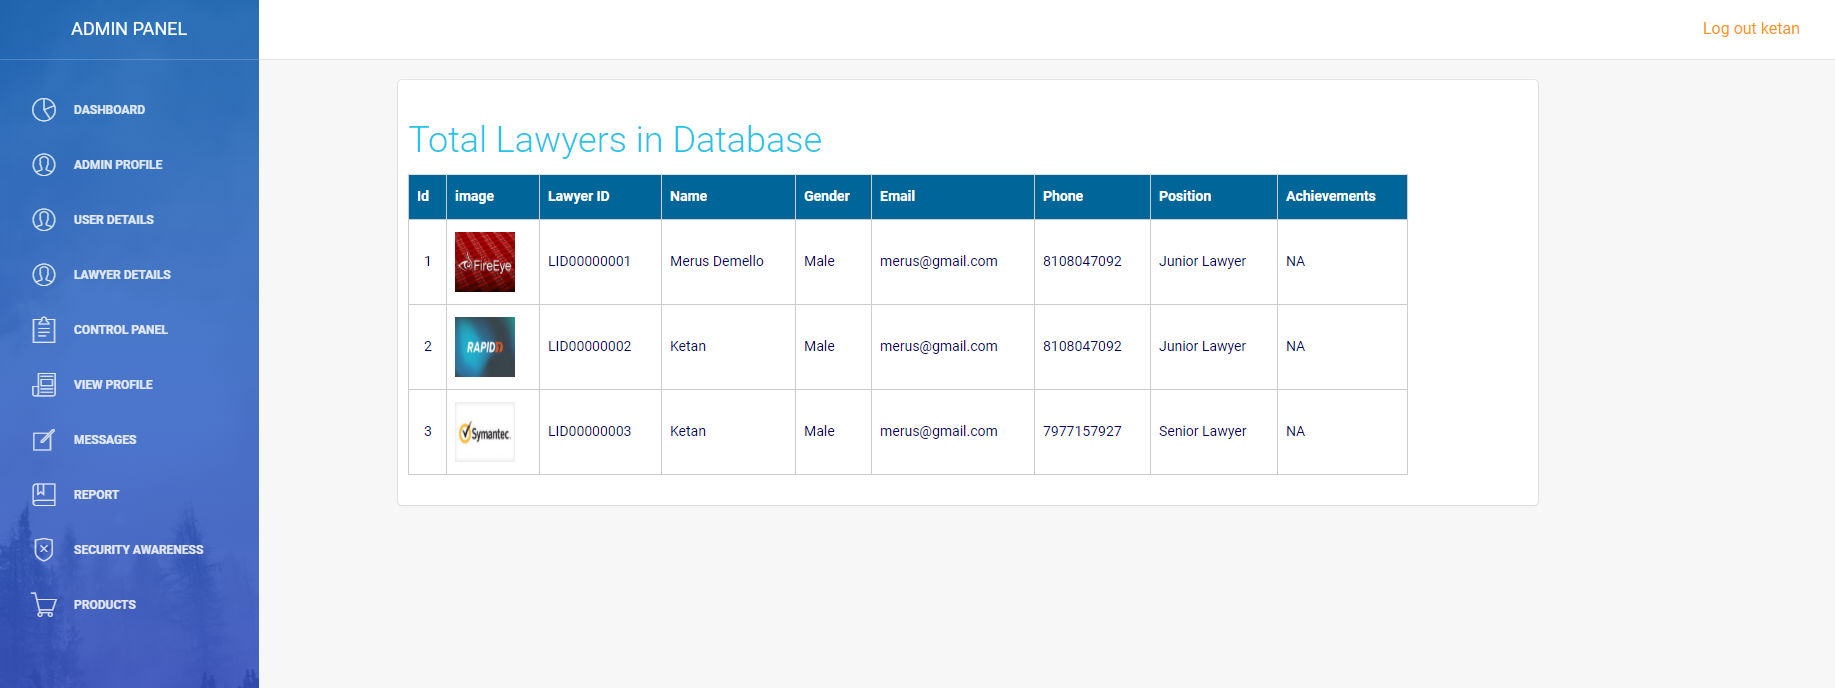 ADMIN PANEL
Log out ketan
DASHBOARD
ADMIN PROFILE
USER DETAILS
LAWYER DETAILS
CONTROL PANEL
VIEW PROFILE
MESSAGES
REPORT
SECURITY AWARENESS
PRODUCTS
Total Lawyers in Database
Id image Lawyer ID Name Gender Email Phone Position Achievements
1 FireEye LID00000001 Merus Demello Male merus@gmail.com 8108047092 Junior Lawyer NA
2 RAPID7 LID00000002 Ketan Male merus@gmail.com 8108047092 Junior Lawyer NA
3 Symantec. LID00000003 Ketan Male merus@gmail.com 7977157927 Senior Lawyer NA